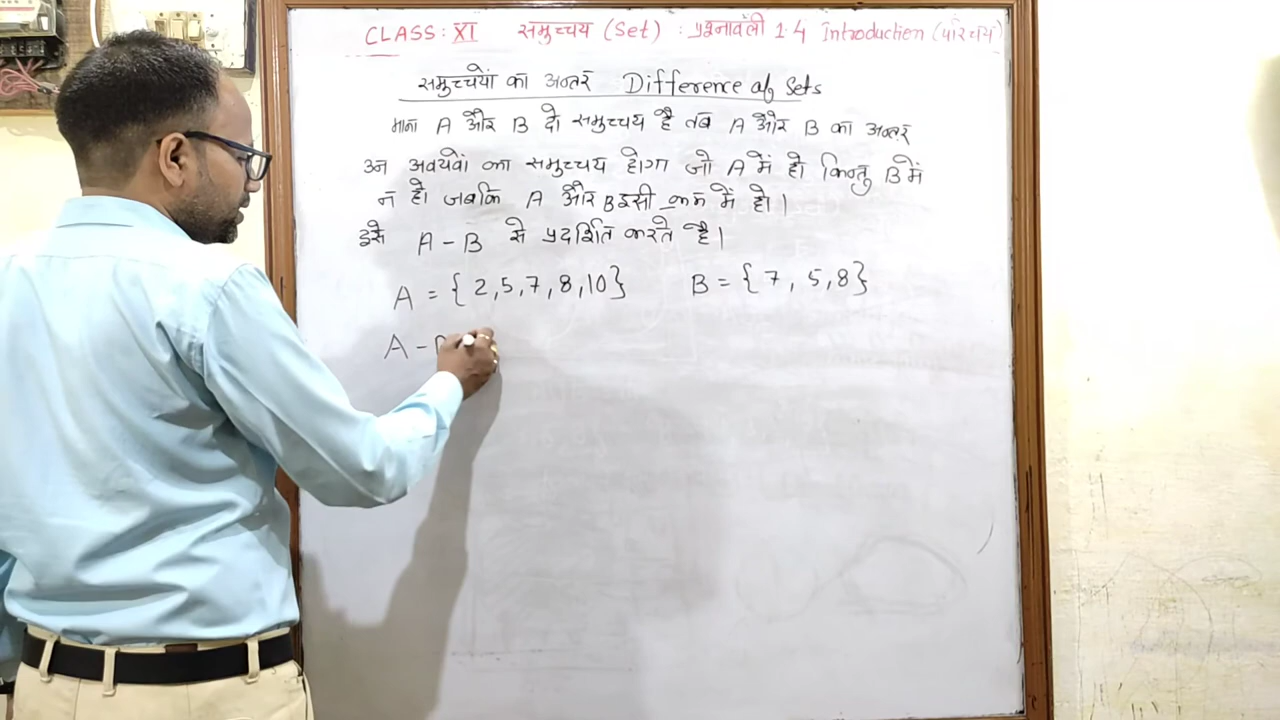 CLASS: XI समुच्चय (Set) : प्रश्नावली 1.4 Introduction (परिचय)
समुच्चयों का अन्तर Difference of Sets
माना A और B दो समुच्चय है तब A और B का अन्तर
उन अवयवों का समुच्चय होगा जो A में हो किन्तु B में
न हो जबकि A और B इसी क्रम में हो।
इसे A - B से प्रदर्शित करते है।
A = {2,5,7,8,10} B = {7, 5,8}
A -